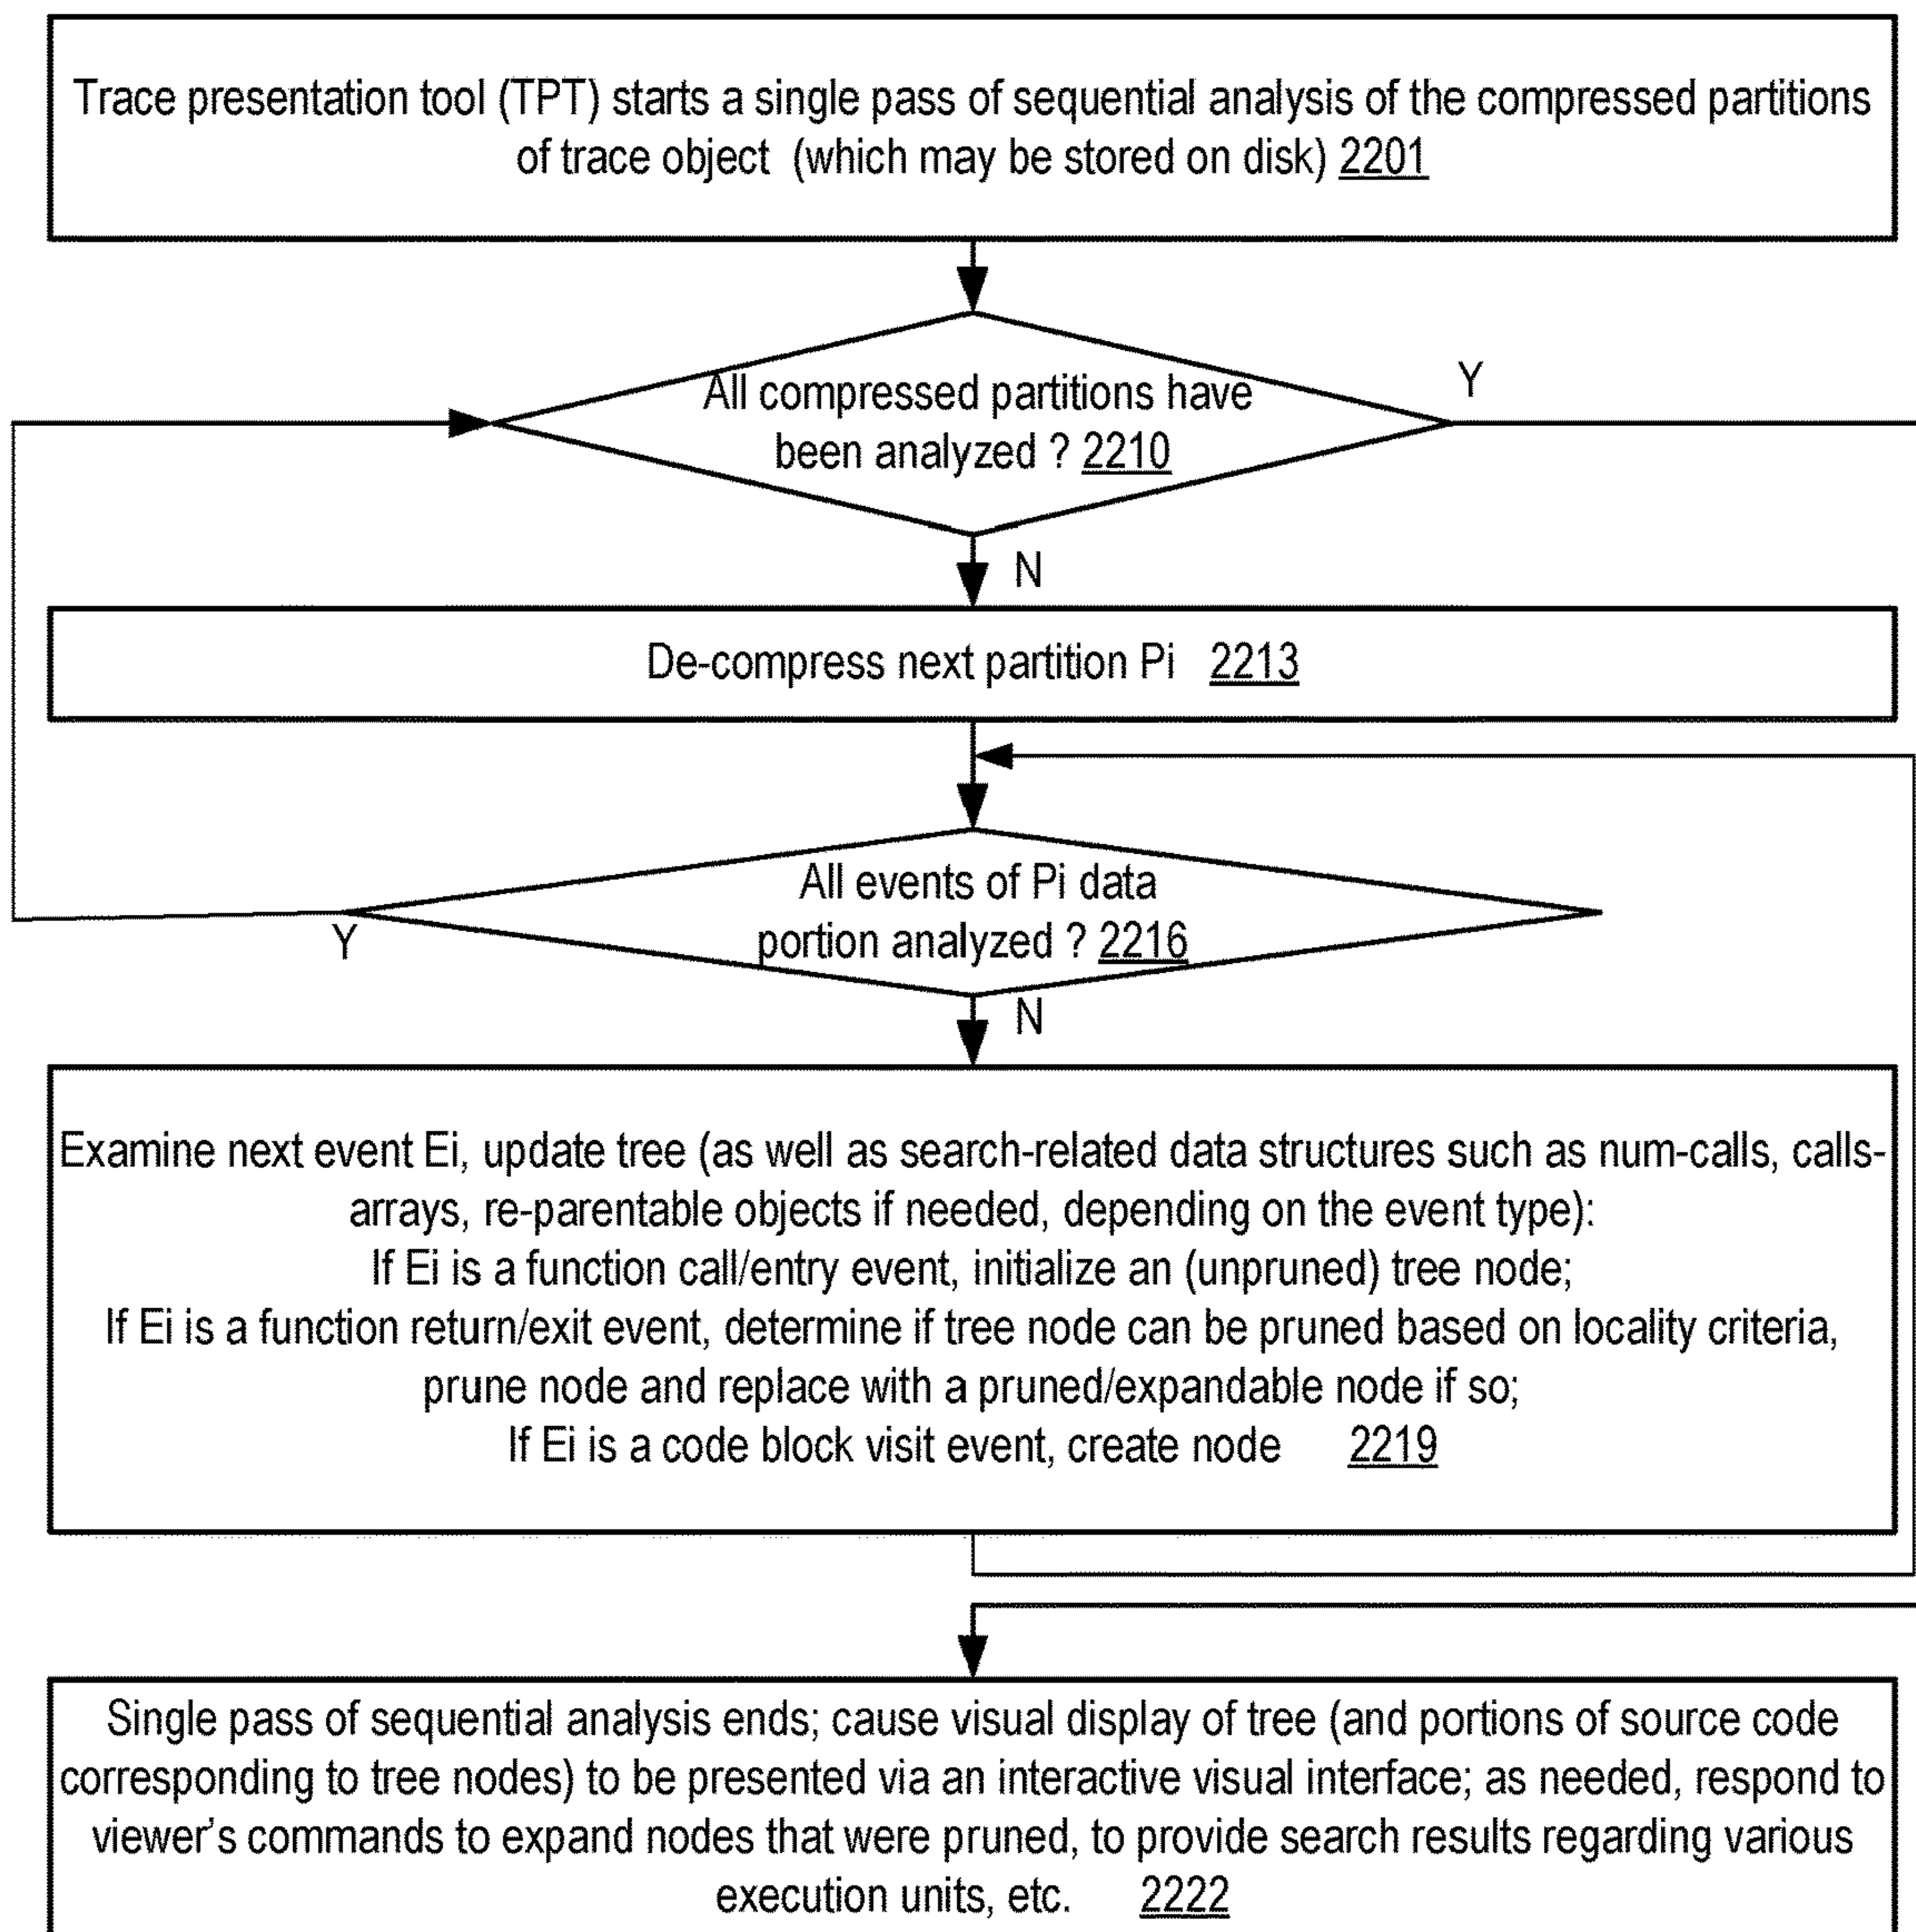 Trace presentation tool (TPT) starts a single pass of sequential analysis of the compressed partitions
of trace object (which may be stored on disk) 2201
All compressed partitions have
been analyzed ? 2210
Y
N
De-compress next partition Pi 2213
All events of Pi data
portion analyzed ? 2216
Y
N
Examine next event Ei, update tree (as well as search-related data structures such as num-calls, calls-
arrays, re-parentable objects if needed, depending on the event type):
If Ei is a function call/entry event, initialize an (unpruned) tree node;
If Ei is a function return/exit event, determine if tree node can be pruned based on locality criteria,
prune node and replace with a pruned/expandable node if so;
If Ei is a code block visit event, create node 2219
Single pass of sequential analysis ends; cause visual display of tree (and portions of source code
corresponding to tree nodes) to be presented via an interactive visual interface; as needed, respond to
viewer's commands to expand nodes that were pruned, to provide search results regarding various
execution units, etc. 2222